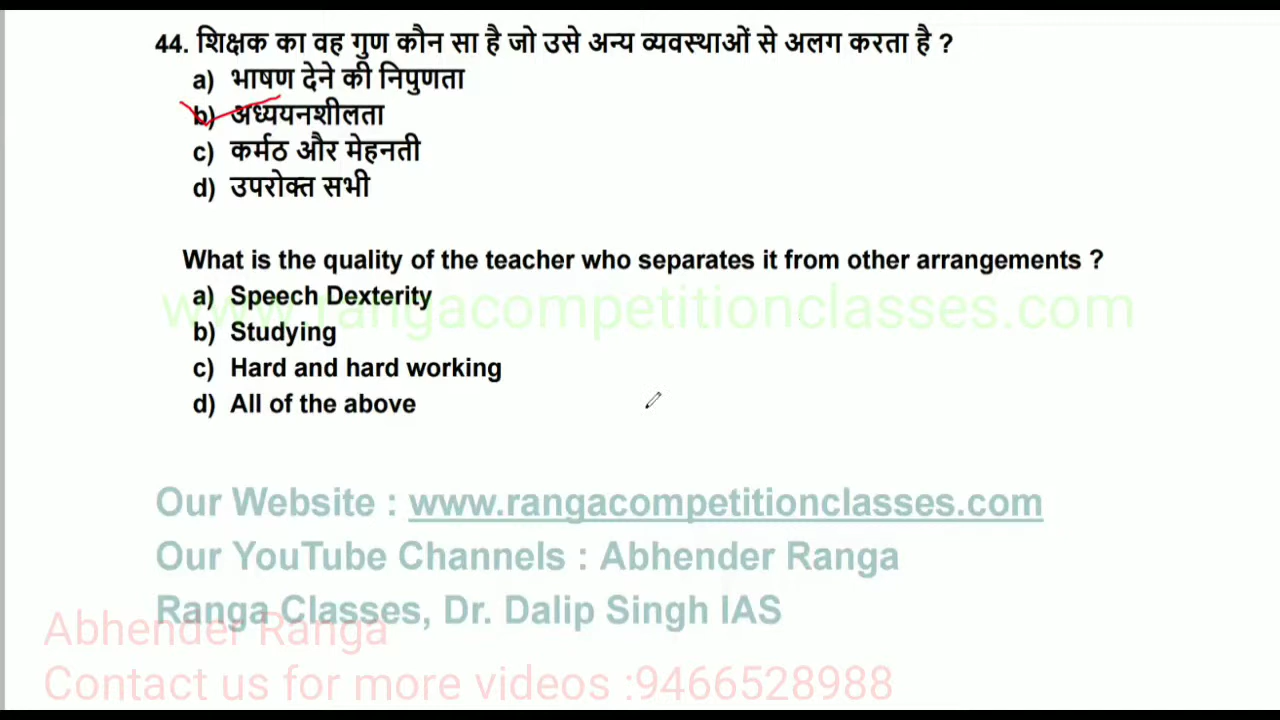 44. शिक्षक का वह गुण कौन सा है जो उसे अन्य व्यवस्थाओं से अलग करता है ?
a) भाषण देने की निपुणता
b) अध्ययनशीलता
c) कर्मठ और मेहनती
d) उपरोक्त सभी
What is the quality of the teacher who separates it from other arrangements ?
a) Speech Dexterity
www.rangacompetitionclasses.com
b) Studying
c) Hard and hard working
d) All of the above
Our Website : www.rangacompetitionclasses.com
Our YouTube Channels : Abhender Ranga
Ranga Classes, Dr. Dalip Singh IAS
Abhender Ranga
Contact us for more videos :9466528988